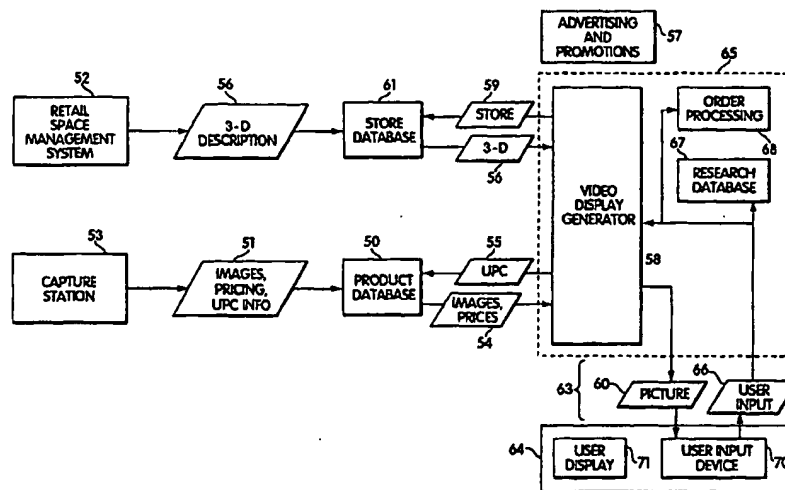 ADVERTISING
AND
PROMOTIONS
57
65
52
RETAIL
SPACE
MANAGEMENT
SYSTEM
56
3-D
DESCRIPTION
61
STORE
DATABASE
59
STORE
3-D
56
VIDEO
DISPLAY
GENERATOR
58
ORDER
PROCESSING
68
67
RESEARCH
DATABASE
53
CAPTURE
STATION
51
IMAGES,
PRICING,
UPC INFO
50
PRODUCT
DATABASE
55
UPC
IMAGES,
PRICES
54
63
60
PICTURE
66
USER
INPUT
64
USER
DISPLAY
71
USER INPUT
DEVICE
70